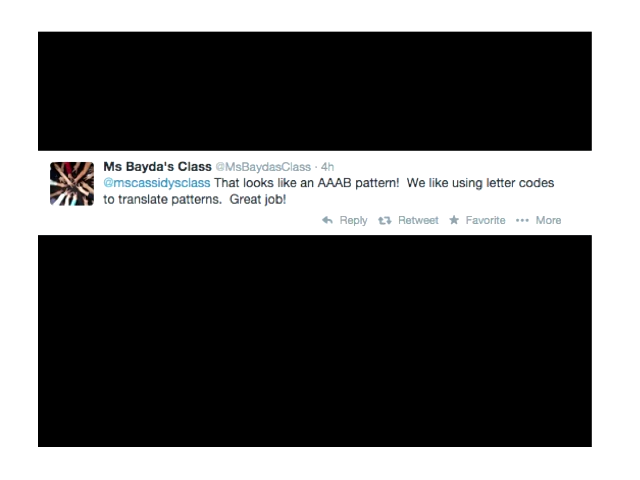 Ms Bayda's Class @MsBaydasClass · 4h
@mscassidysclass That looks like an AAAB pattern!  We like using letter codes
to translate patterns.  Great job!
Reply Retweet Favorite ••• More